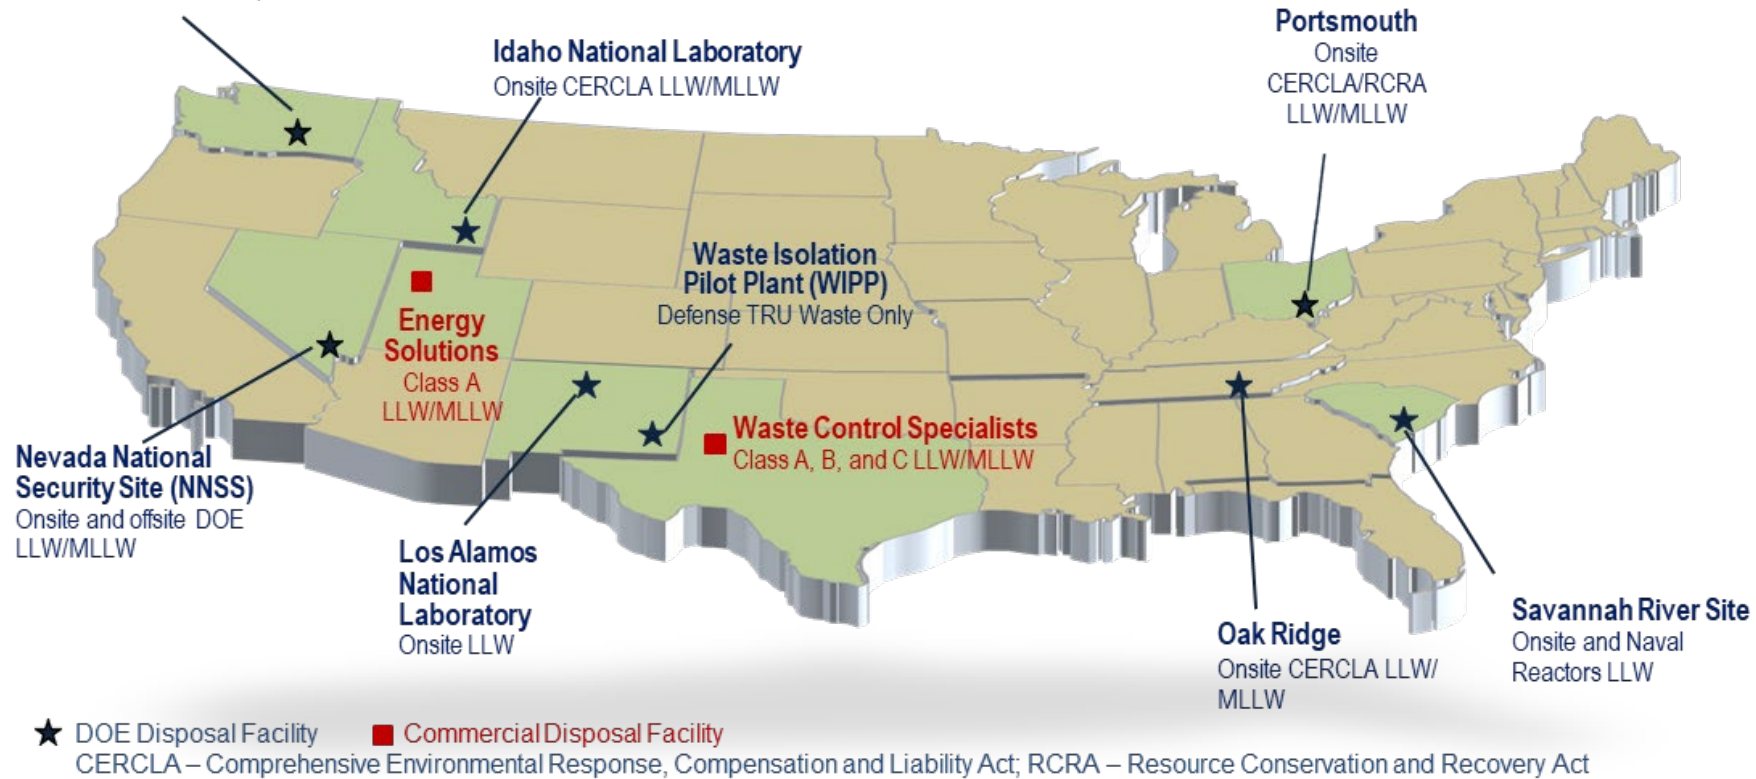 Idaho National Laboratory
Onsite CERCLA LLW/MLLW
Portsmouth
Onsite
CERCLA/RCRA
LLW/MLLW
Waste Isolation
Pilot Plant (WIPP)
Defense TRU Waste Only
Energy
Solutions
Class A
LLW/MLLW
Waste Control Specialists
Class A, B, and C LLW/MLLW
Nevada National
Security Site (NNSS)
Onsite and offsite DOE
LLW/MLLW
Los Alamos
National
Laboratory
Onsite LLW
Oak Ridge
Onsite CERCLA LLW/
MLLW
Savannah River Site
Onsite and Naval
Reactors LLW
DOE Disposal Facility
Commercial Disposal Facility
CERCLA – Comprehensive Environmental Response, Compensation and Liability Act; RCRA – Resource Conservation and Recovery Act